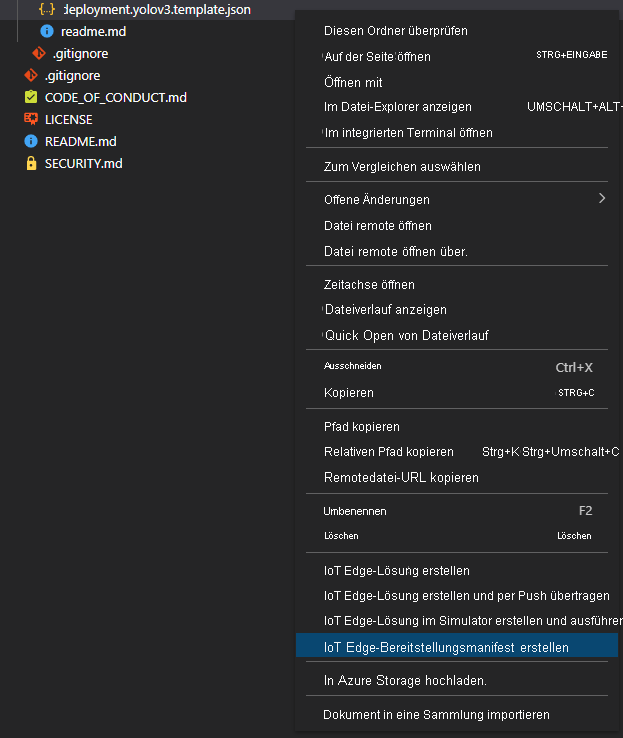 deployment.yolov3.template.json
readme.md
.gitignore
.gitignore
CODE_OF_CONDUCT.md
LICENSE
README.md
SECURITY.md
Diesen Ordner überprüfen
Auf der Seite öffnen STRG+EINGABE
Öffnen mit
Im Datei-Explorer anzeigen UMSCHALT+ALT+
Im integrierten Terminal öffnen
Zum Vergleichen auswählen
Offene Änderungen
Datei remote öffnen
Datei remote öffnen über.
Zeitachse öffnen
Dateiverlauf anzeigen
Quick Open von Dateiverlauf
Ausschneiden Ctrl+X
Kopieren STRG+C
Pfad kopieren
Relativen Pfad kopieren Strg+K Strg+Umschalt+C
Remotedatei-URL kopieren
Umbenennen F2
Löschen Löschen
IoT Edge-Lösung erstellen
IoT Edge-Lösung erstellen und per Push übertragen
IoT Edge-Lösung im Simulator erstellen und ausführen
IoT Edge-Bereitstellungsmanifest erstellen
In Azure Storage hochladen.
Dokument in eine Sammlung importieren